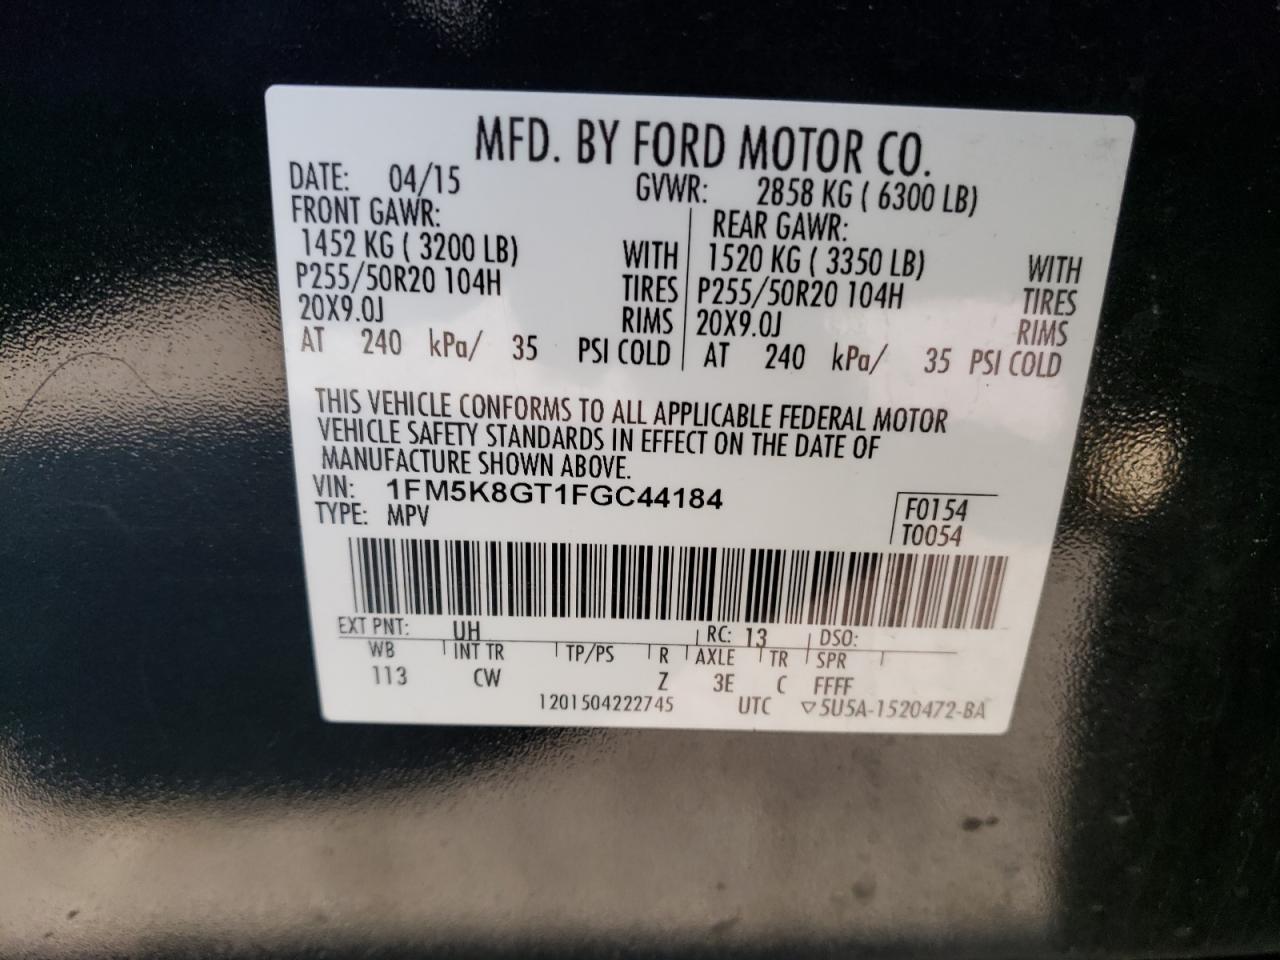 MFD. BY FORD MOTOR CO.
DATE: 04/15 GVWR: 2858 KG ( 6300 LB)
FRONT GAWR: REAR GAWR:
1452 KG ( 3200 LB) WITH 1520 KG ( 3350 LB) WITH
P255/50R20 104H TIRES P255/50R20 104H TIRES
20X9.0J RIMS 20X9.0J RIMS
AT 240 kPa/ 35 PSI COLD AT 240 kPa/ 35 PSI COLD
THIS VEHICLE CONFORMS TO ALL APPLICABLE FEDERAL MOTOR
VEHICLE SAFETY STANDARDS IN EFFECT ON THE DATE OF
MANUFACTURE SHOWN ABOVE.
VIN: 1FM5K8GT1FGC44184 F0154
TYPE: MPV T0054
EXT PNT: UH RC: 13 DSO:
WB INT TR TP/PS R AXLE TR SPR
113 CW Z 3E C FFFF
1201504222745 UTC ▽5U5A-1520472-BA